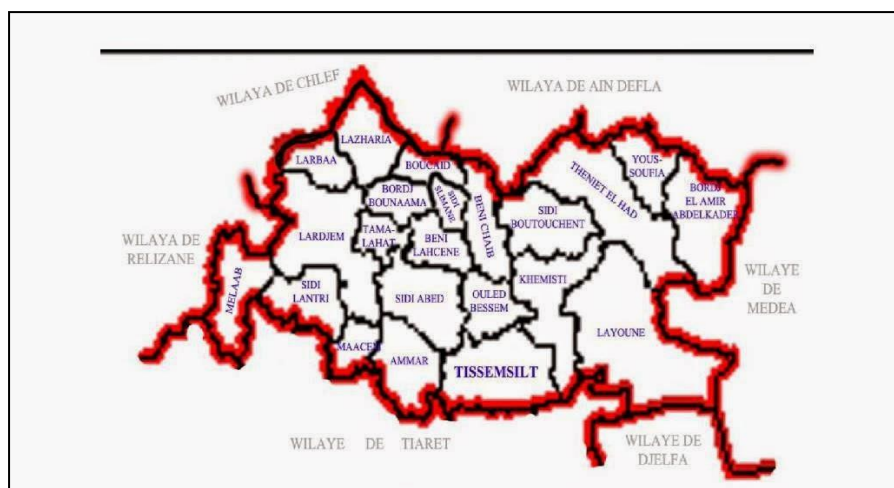 WILAYA DE CHLEF
WILAYA DE AIN DEFLA
LAZHARIA
LARBAA
BOUCAID
YOUS-
SOUFIA
THENIET EL HAD
BORDJ
EL AMIR
ABDELKADER
BORDJ
BOUNAAMA
SIDI
SLIMANE
BENI CHAIB
SIDI
BOUTOUCHENT
LARDJEM
TAMA-
LAHAT
BENI
LAHCENE
WILAYA DE
RELIZANE
MELAAB
KHEMISTI
WILAYE
DE
MEDEA
SIDI
LANTRI
SIDI ABED
OULED
BESSEM
LAYOUNE
MAACEM
AMMAR
TISSEMSILT
WILAYE DE TIARET
WILAYE DE
DJELFA